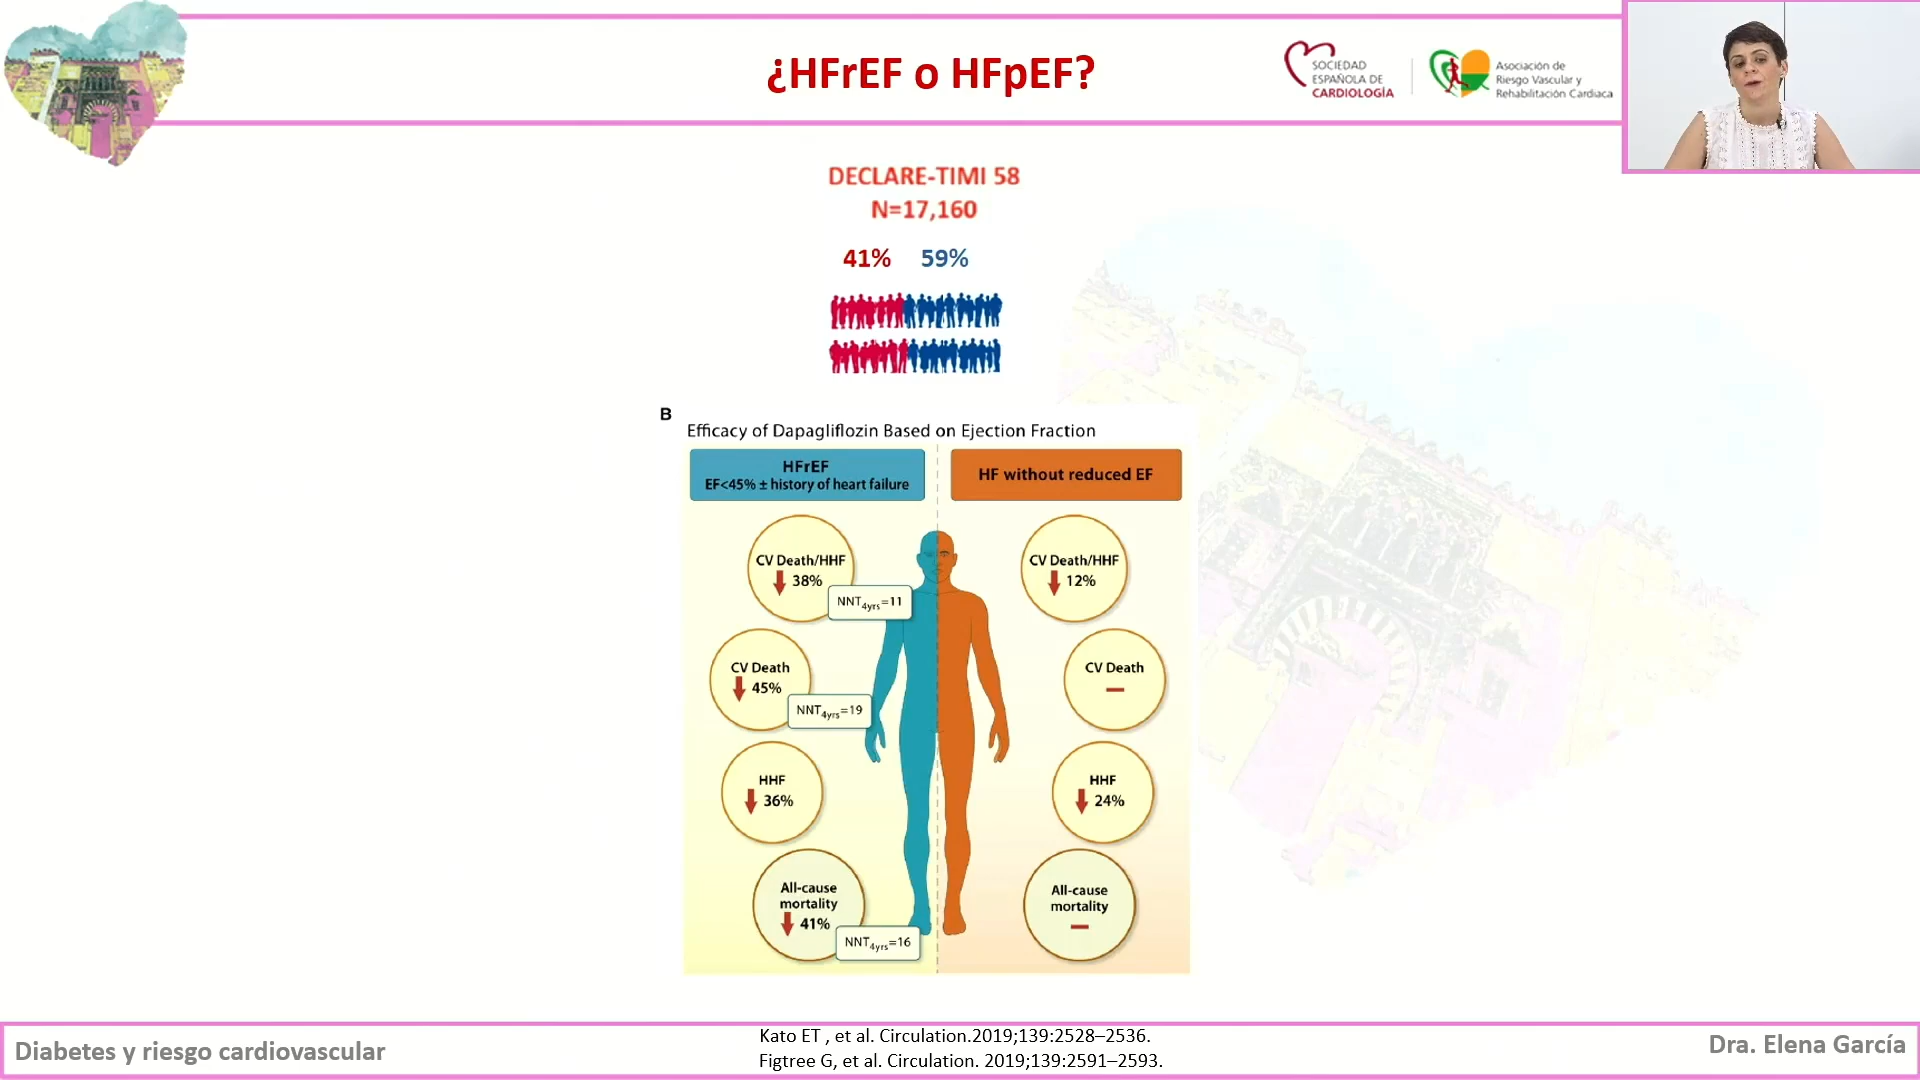 ¿HFrEF o HFpEF?
SOCIEDAD
ESPAÑOLA DE
CARDIOLOGÍA
Asociación de
Riesgo Vascular y
Rehabilitación Cardiaca
DECLARE-TIMI 58
N=17,160
41% 59%
B
Efficacy of Dapagliflozin Based on Ejection Fraction
HFrEF
EF<45% ± history of heart failure
HF without reduced EF
CV Death/HHF
38%
NNT4yrs=11
CV Death/HHF
12%
CV Death
45%
NNT4yrs=19
CV Death
HHF
36%
HHF
24%
All-cause
mortality
41%
NNT4yrs=16
All-cause
mortality
Diabetes y riesgo cardiovascular
Kato ET , et al. Circulation.2019;139:2528–2536.
Figtree G, et al. Circulation. 2019;139:2591–2593.
Dra. Elena García